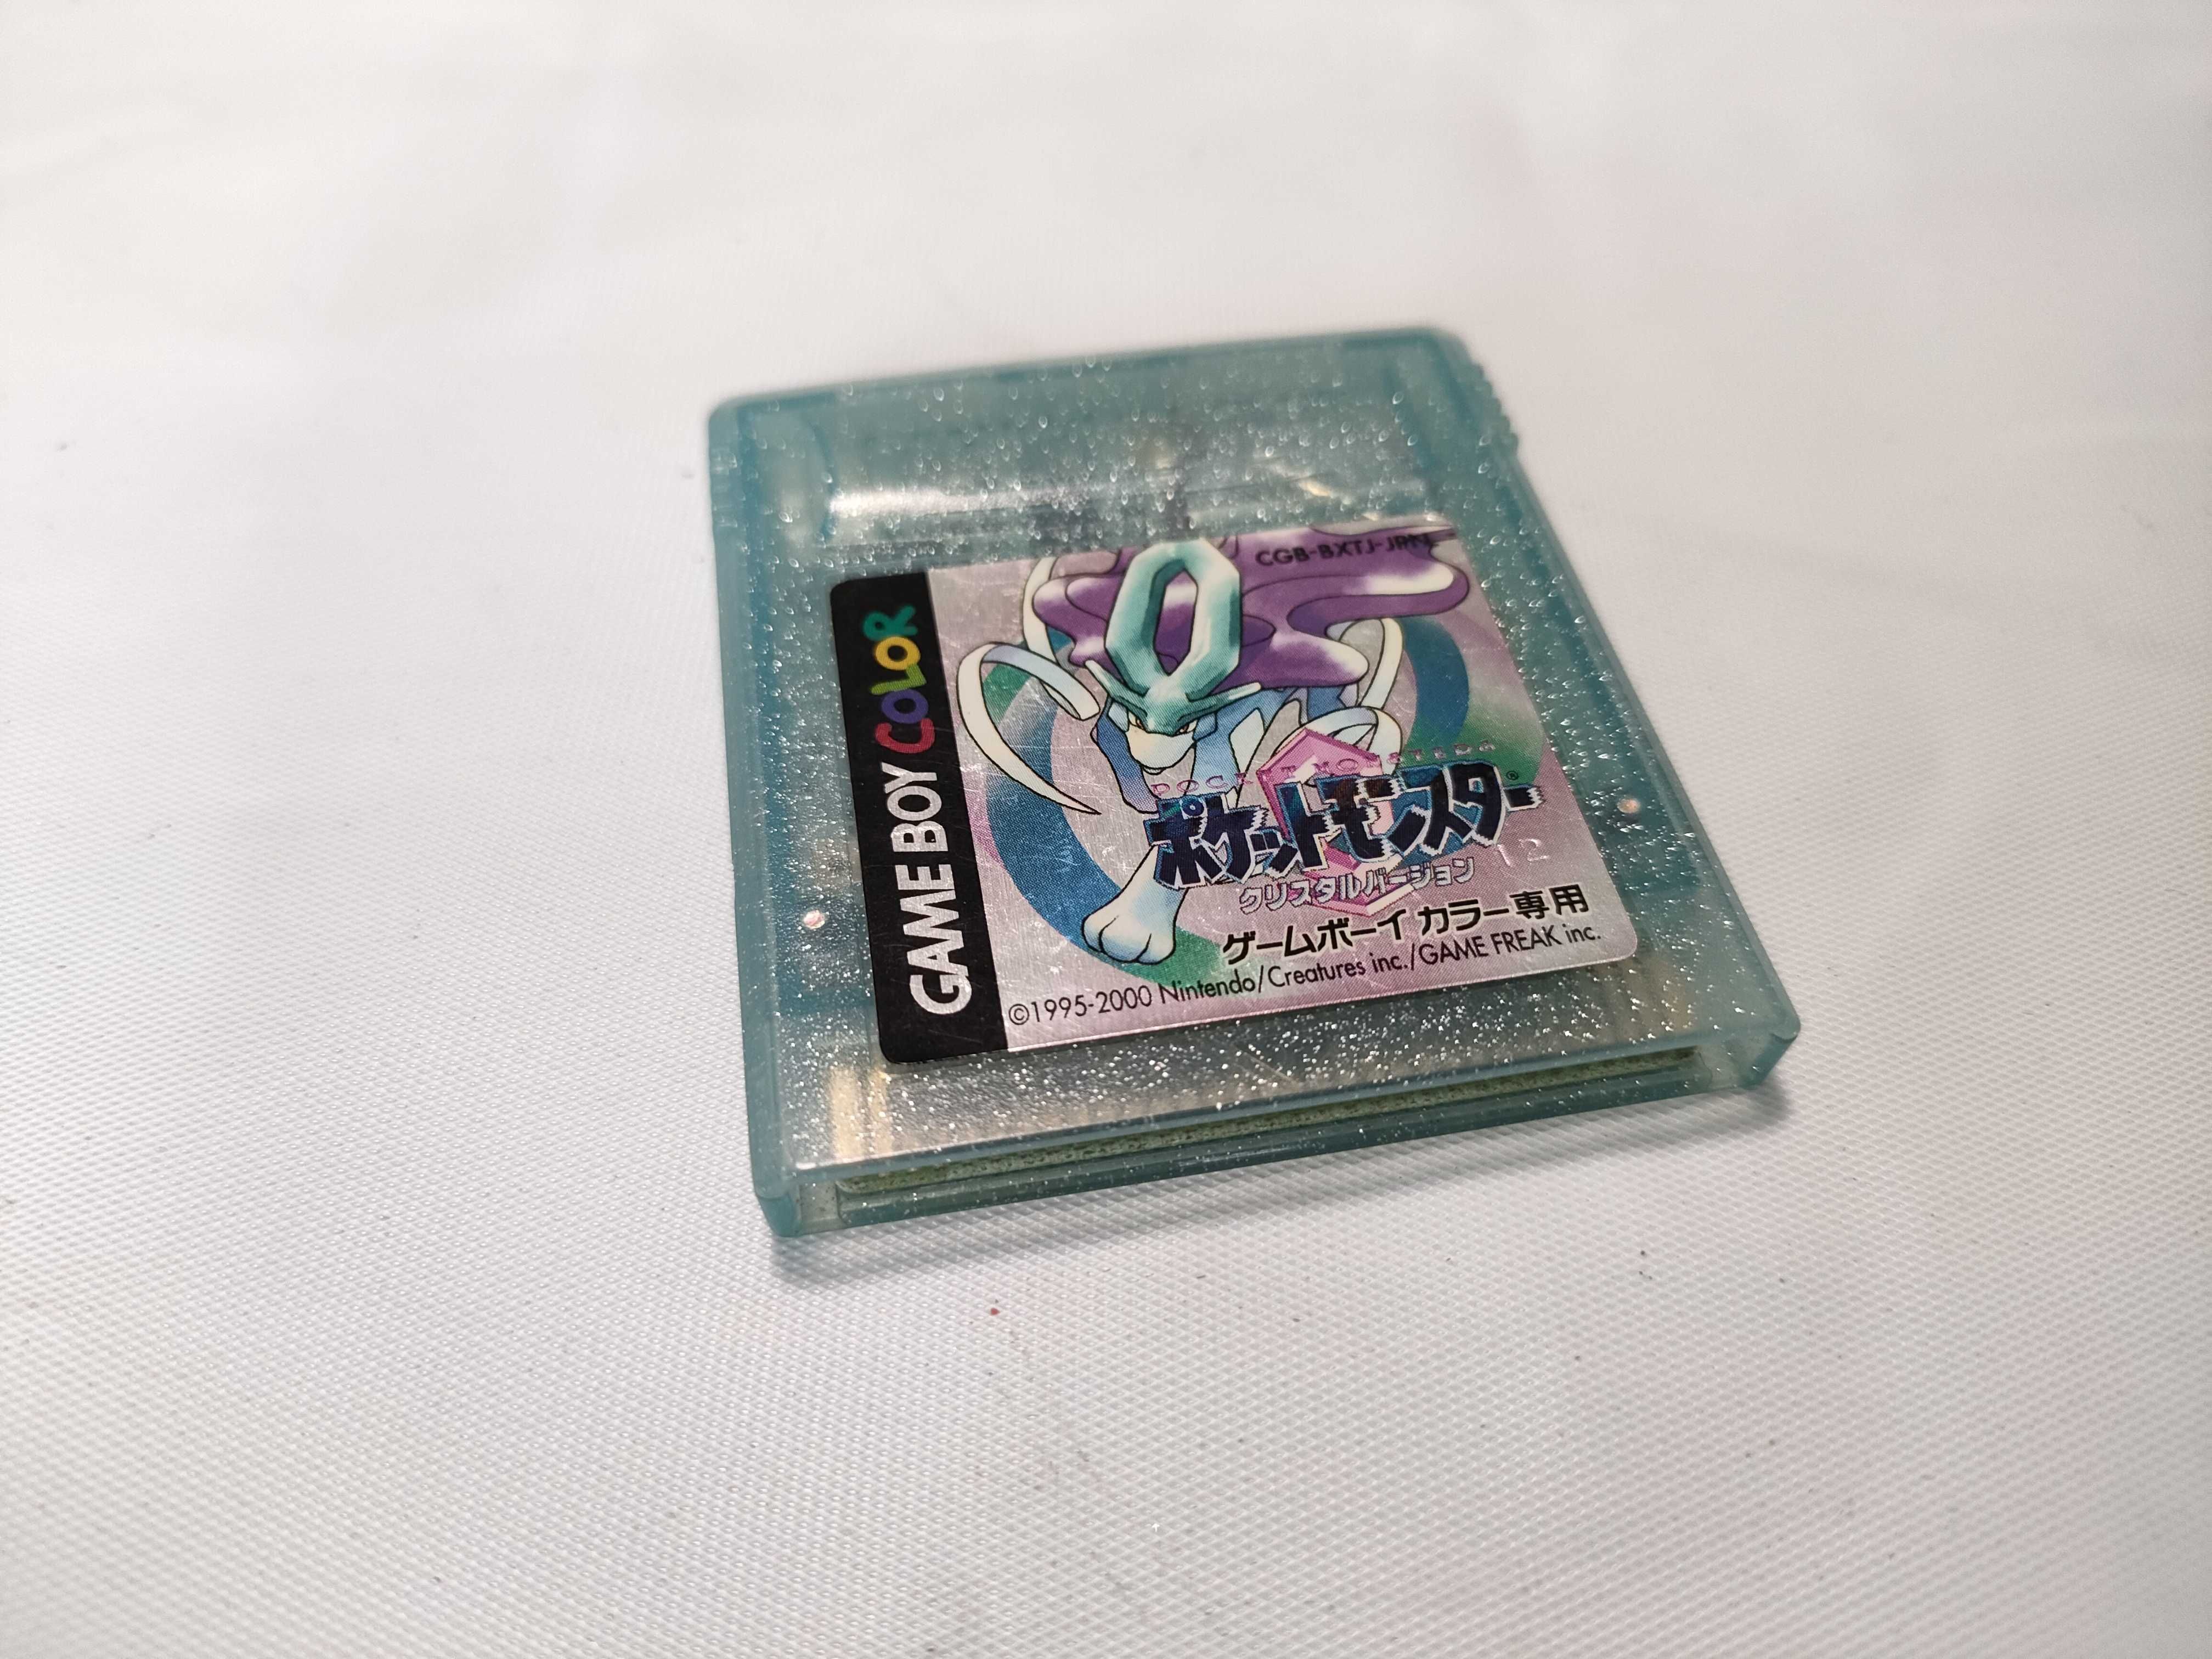 CGB-BXTJ-JPN
GAME BOY COLOR
POCKET MONSTERS
ポケットモンスター®
クリスタルバージョン
12
ゲームボーイ カラー専用
©1995-2000 Nintendo/Creatures inc./GAME FREAK inc.